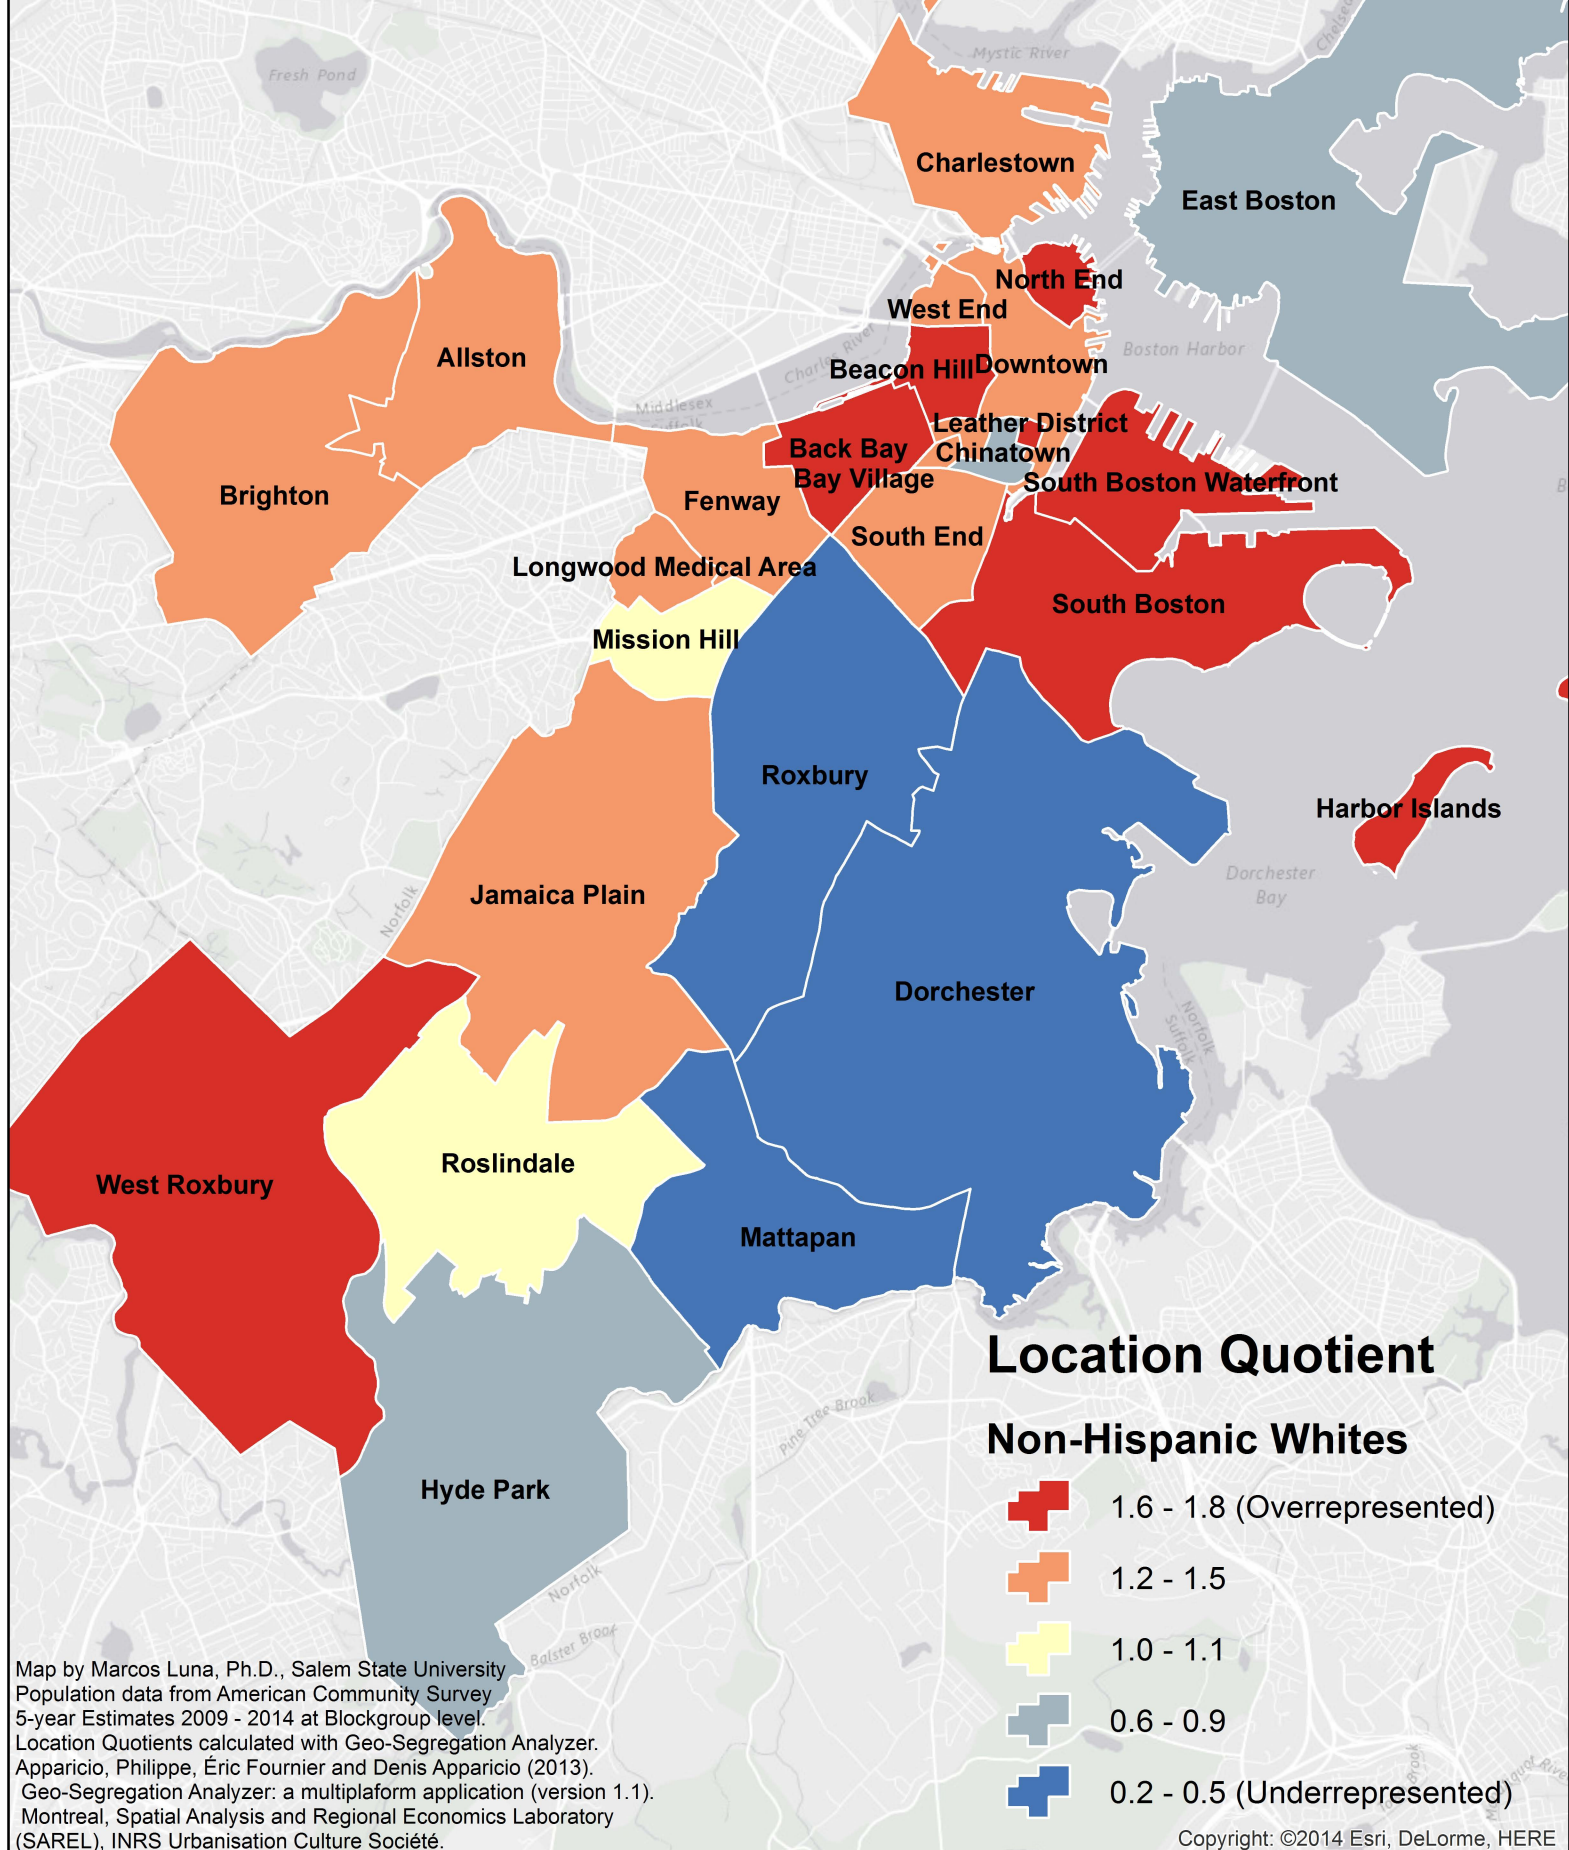 Fresh Pond
Mystic River
Chelsea
Charlestown
East Boston
North End
West End
Charles River
Boston Harbor
Allston
Beacon Hill
Downtown
Middlesex
Suffolk
Leather District
Back Bay
Chinatown
Bay Village
South Boston Waterfront
Brighton
Fenway
South End
Longwood Medical Area
South Boston
Mission Hill
Roxbury
Harbor Islands
Dorchester
Bay
Jamaica Plain
Norfolk
Dorchester
Norfolk
Suffolk
Roslindale
West Roxbury
Mattapan
Location Quotient
Pine Tree Brook
Non-Hispanic Whites
Hyde Park
1.6 - 1.8 (Overrepresented)
1.2 - 1.5
Norfolk
Balster Brook
1.0 - 1.1
0.6 - 0.9
0.2 - 0.5 (Underrepresented)
Map by Marcos Luna, Ph.D., Salem State University
Population data from American Community Survey
5-year Estimates 2009 - 2014 at Blockgroup level.
Location Quotients calculated with Geo-Segregation Analyzer.
Apparicio, Philippe, Éric Fournier and Denis Apparicio (2013).
Geo-Segregation Analyzer: a multiplaform application (version 1.1).
Montreal, Spatial Analysis and Regional Economics Laboratory
(SAREL), INRS Urbanisation Culture Société.
Copyright: ©2014 Esri, DeLorme, HERE